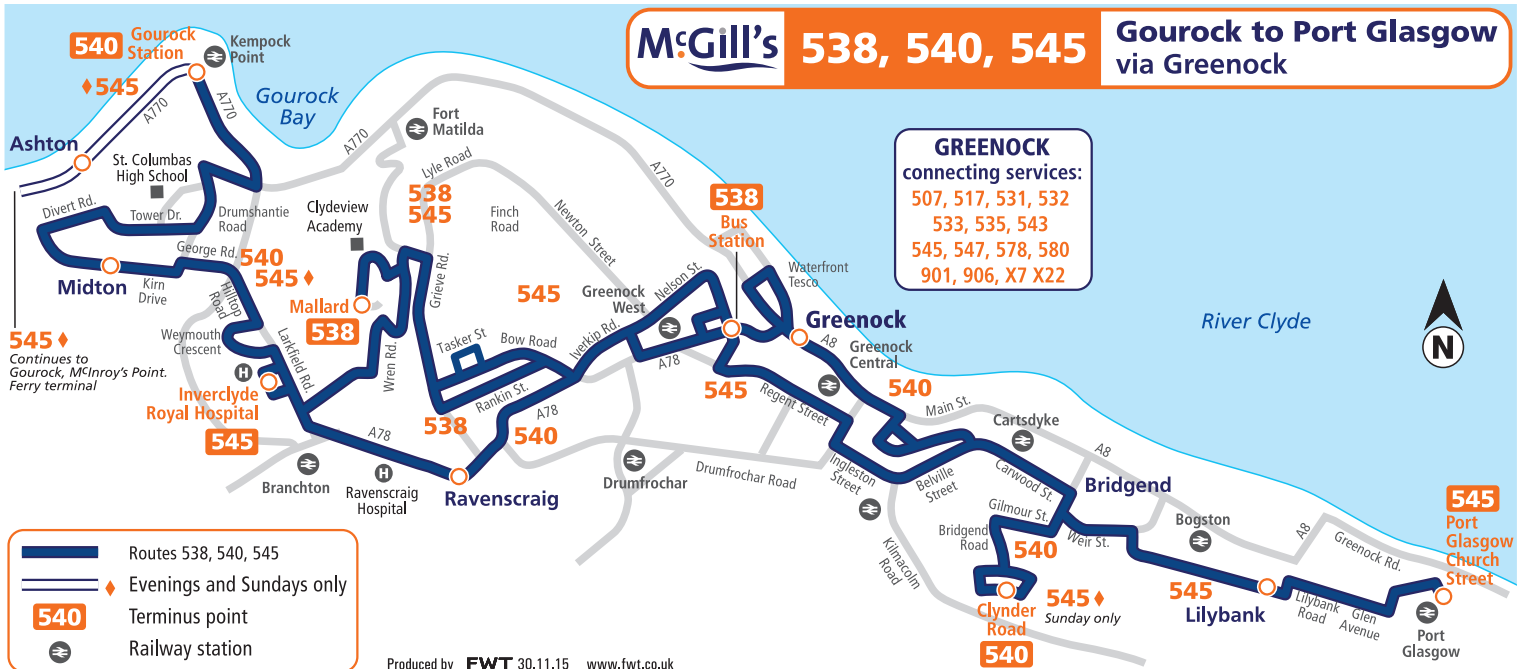 McGill's
538, 540, 545
Gourock to Port Glasgow
via Greenock
540
Gourock
Station
♦545
Kempock
Point
A770
A770
Gourock
Bay
Ashton
St. Columbas
High School
Divert Rd.
Tower Dr.
Drumshantie
Road
George Rd.
540
545♦
Midton
Kirn
Drive
Hilltop
Road
Weymouth
Crescent
Larkfield Rd.
545♦
Continues to
Gourock, McInroy's Point.
Ferry terminal
H
Inverclyde
Royal Hospital
545
A770
Fort
Matilda
Lyle Road
538
545
Clydeview
Academy
Mallard
538
Wren Rd.
Grieve Rd.
Finch
Road
Newton Street
A770
545
Tasker St
Bow Road
Rankin St.
Iverkip Rd.
538
A78
540
A78
Branchton
H
Ravenscraig
Hospital
Ravenscraig
Greenock
West
Nelson St.
A78
538
Bus
Station
Waterfront
Tesco
Greenock
A8
Greenock
Central
545
Regent Street
540
Main St.
Drumfrochar
Drumfrochar Road
Ingleston
Street
Belville
Street
Kilmacolm
Road
Cartsdyke
A8
Carwood St.
Bridgend
Gilmour St.
Bridgend
Road
540
Weir St.
Clynder
Road
540
545♦
Sunday only
Bogston
545
Lilybank
A8
Greenock Rd.
Lilybank
Road
Glen
Avenue
545
Port
Glasgow
Church
Street
Port
Glasgow
GREENOCK
connecting services:
507, 517, 531, 532
533, 535, 543
545, 547, 578, 580
901, 906, X7 X22
River Clyde
N
Routes 538, 540, 545
♦ Evenings and Sundays only
540 Terminus point
Railway station
Produced by FWT 30.11.15 www.fwt.co.uk